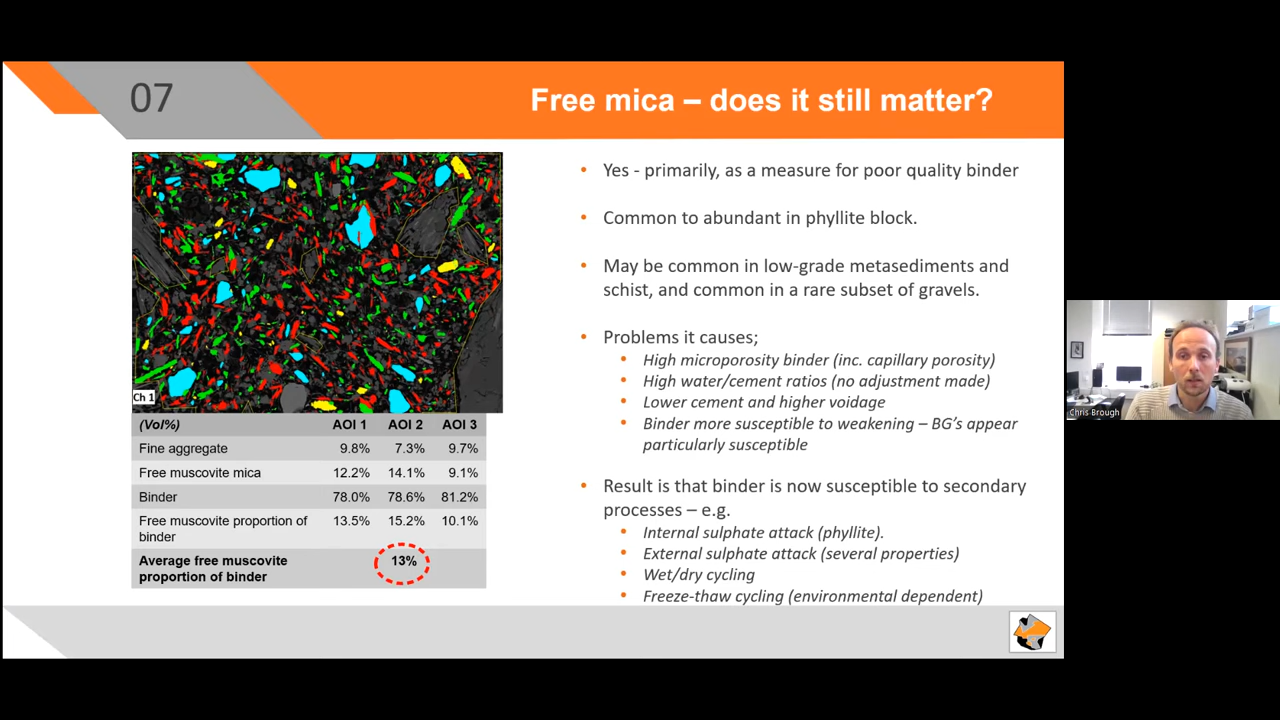 07
Free mica – does it still matter?
Ch 1
(Vol%) AOI 1 AOI 2 AOI 3
Fine aggregate 9.8% 7.3% 9.7%
Free muscovite mica 12.2% 14.1% 9.1%
Binder 78.0% 78.6% 81.2%
Free muscovite proportion of 13.5% 15.2% 10.1%
binder
Average free muscovite 13%
proportion of binder
• Yes - primarily, as a measure for poor quality binder
• Common to abundant in phyllite block.
• May be common in low-grade metasediments and
schist, and common in a rare subset of gravels.
• Problems it causes;
• High microporosity binder (inc. capillary porosity)
• High water/cement ratios (no adjustment made)
• Lower cement and higher voidage
• Binder more susceptible to weakening – BG’s appear
particularly susceptible
• Result is that binder is now susceptible to secondary
processes – e.g.
• Internal sulphate attack (phyllite).
• External sulphate attack (several properties)
• Wet/dry cycling
• Freeze-thaw cycling (environmental dependent)
Chris Brough